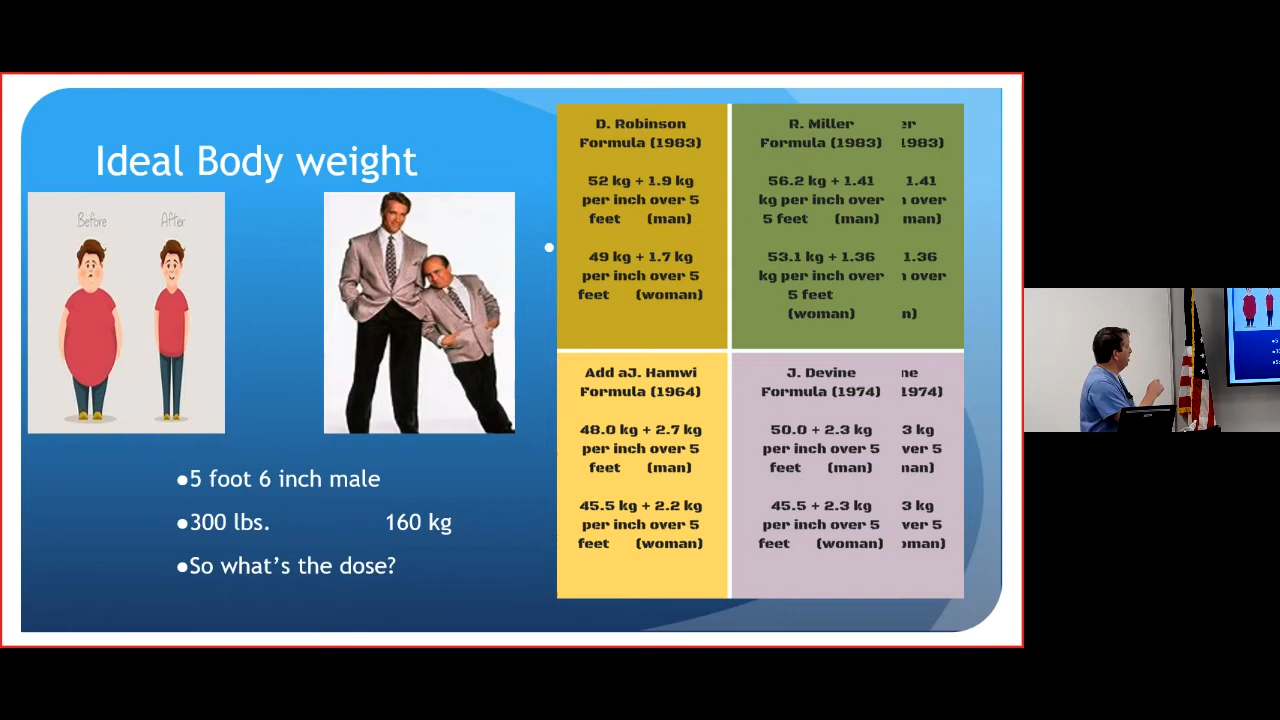 Ideal Body weight
Before
After
●5 foot 6 inch male
●300 lbs. 160 kg
●So what's the dose?
D. Robinson
Formula (1983)
52 kg + 1.9 kg
per inch over 5
feet (man)
49 kg + 1.7 kg
per inch over 5
feet (woman)
R. Miller
Formula (1983)
56.2 kg + 1.41
kg per inch over
5 feet (man)
53.1 kg + 1.36
kg per inch over
5 feet
(woman)
er
1983)
1.41
over
man)
1.36
over
n)
Add aJ. Hamwi
Formula (1964)
48.0 kg + 2.7 kg
per inch over 5
feet (man)
45.5 kg + 2.2 kg
per inch over 5
feet (woman)
J. Devine
Formula (1974)
50.0 + 2.3 kg
per inch over 5
feet (man)
45.5 + 2.3 kg
per inch over 5
feet (woman)
ne
1974)
3 kg
ver 5
man)
3 kg
ver 5
oman)